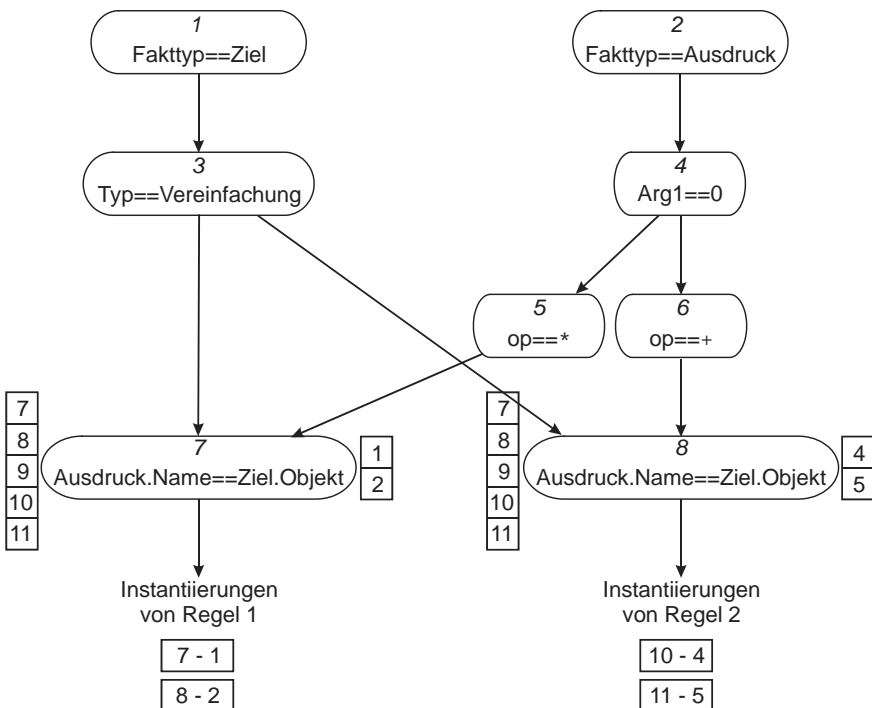 1
Fakttyp==Ziel
2
Fakttyp==Ausdruck
3
Typ==Vereinfachung
4
Arg1==0
5
op==*
6
op==+
7
8
9
10
11
7
Ausdruck.Name==Ziel.Objekt
1
2
7
8
9
10
11
8
Ausdruck.Name==Ziel.Objekt
4
5
Instantiierungen
von Regel 1
7 - 1
8 - 2
Instantiierungen
von Regel 2
10 - 4
11 - 5